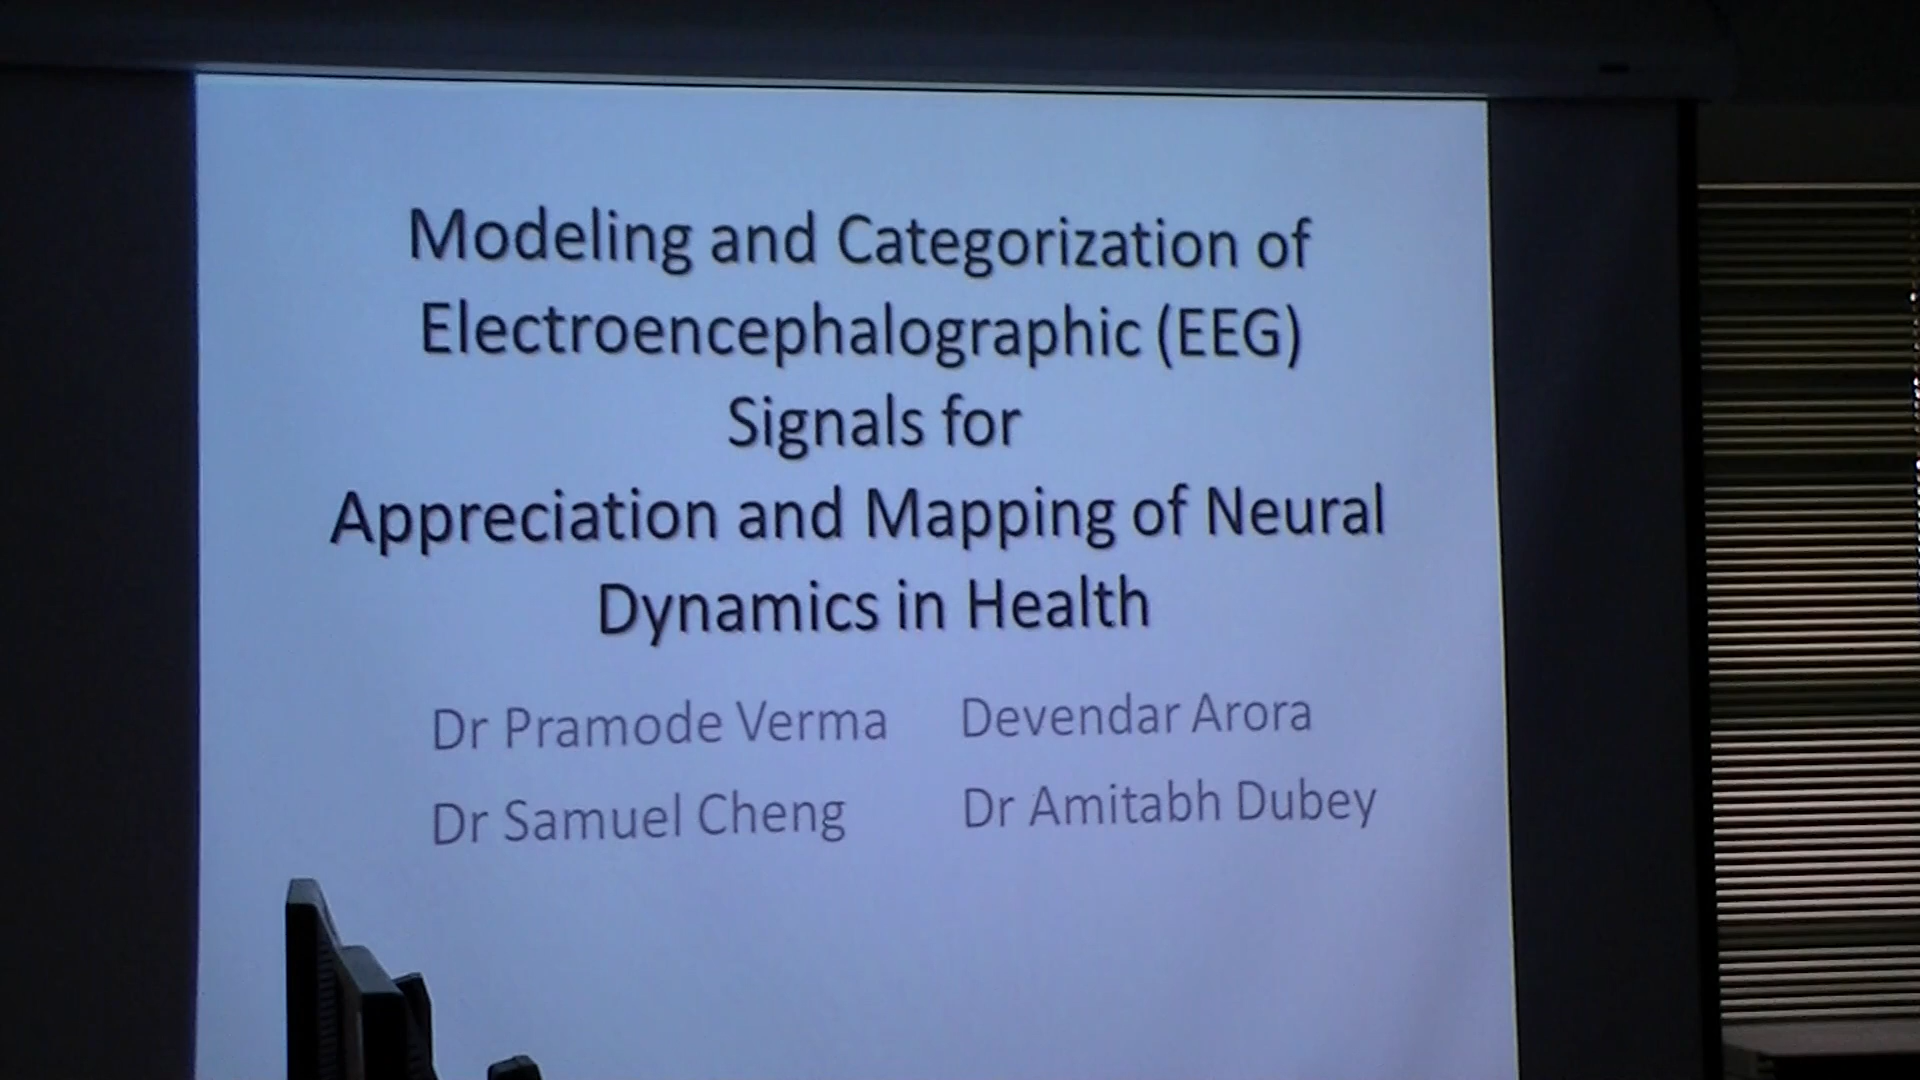 Modeling and Categorization of
Electroencephalographic (EEG)
Signals for
Appreciation and Mapping of Neural
Dynamics in Health
Dr Pramode Verma Devendar Arora
Dr Samuel Cheng Dr Amitabh Dubey